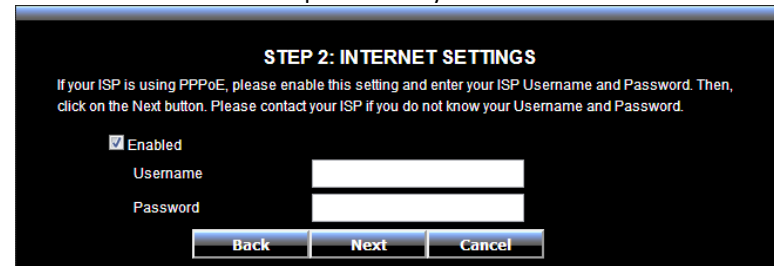 STEP 2: INTERNET SETTINGS
If your ISP is using PPPoE, please enable this setting and enter your ISP Username and Password. Then,
click on the Next button. Please contact your ISP if you do not know your Username and Password.
Enabled
Username
Password
Back Next Cancel